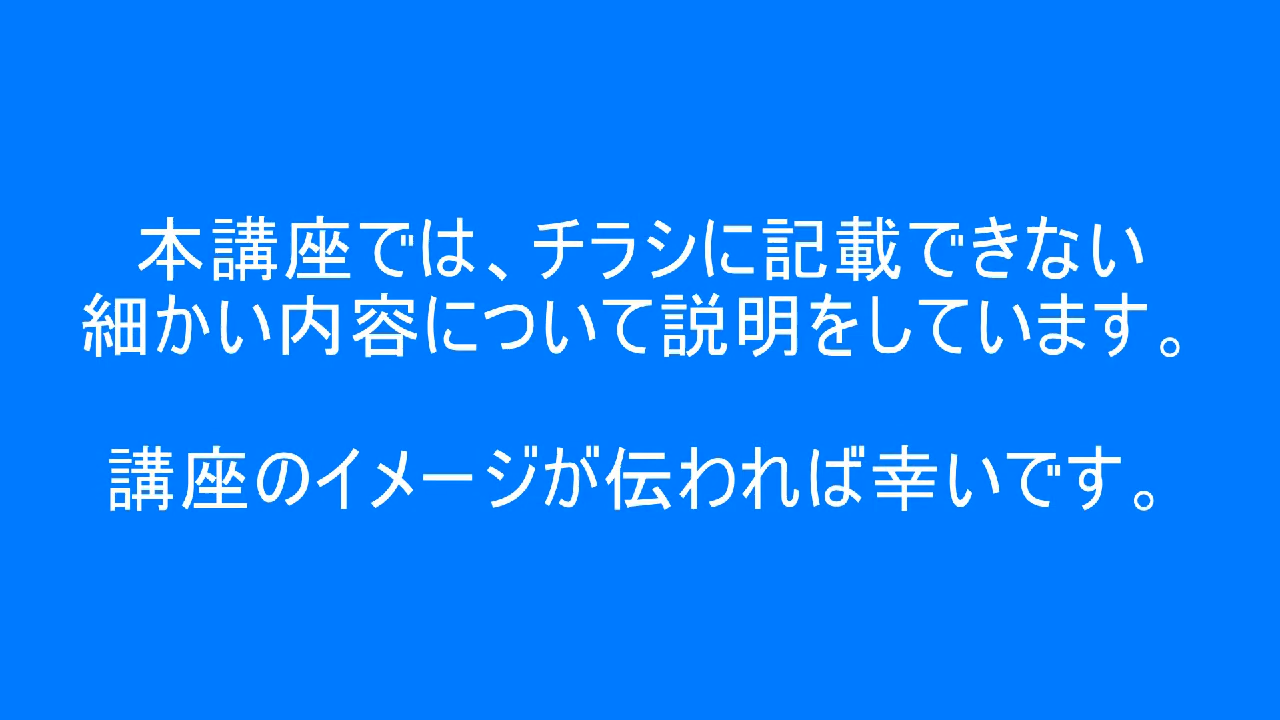 本講座では、チラシに記載できない
細かい内容について説明をしています。
講座のイメージが伝われば幸いです。